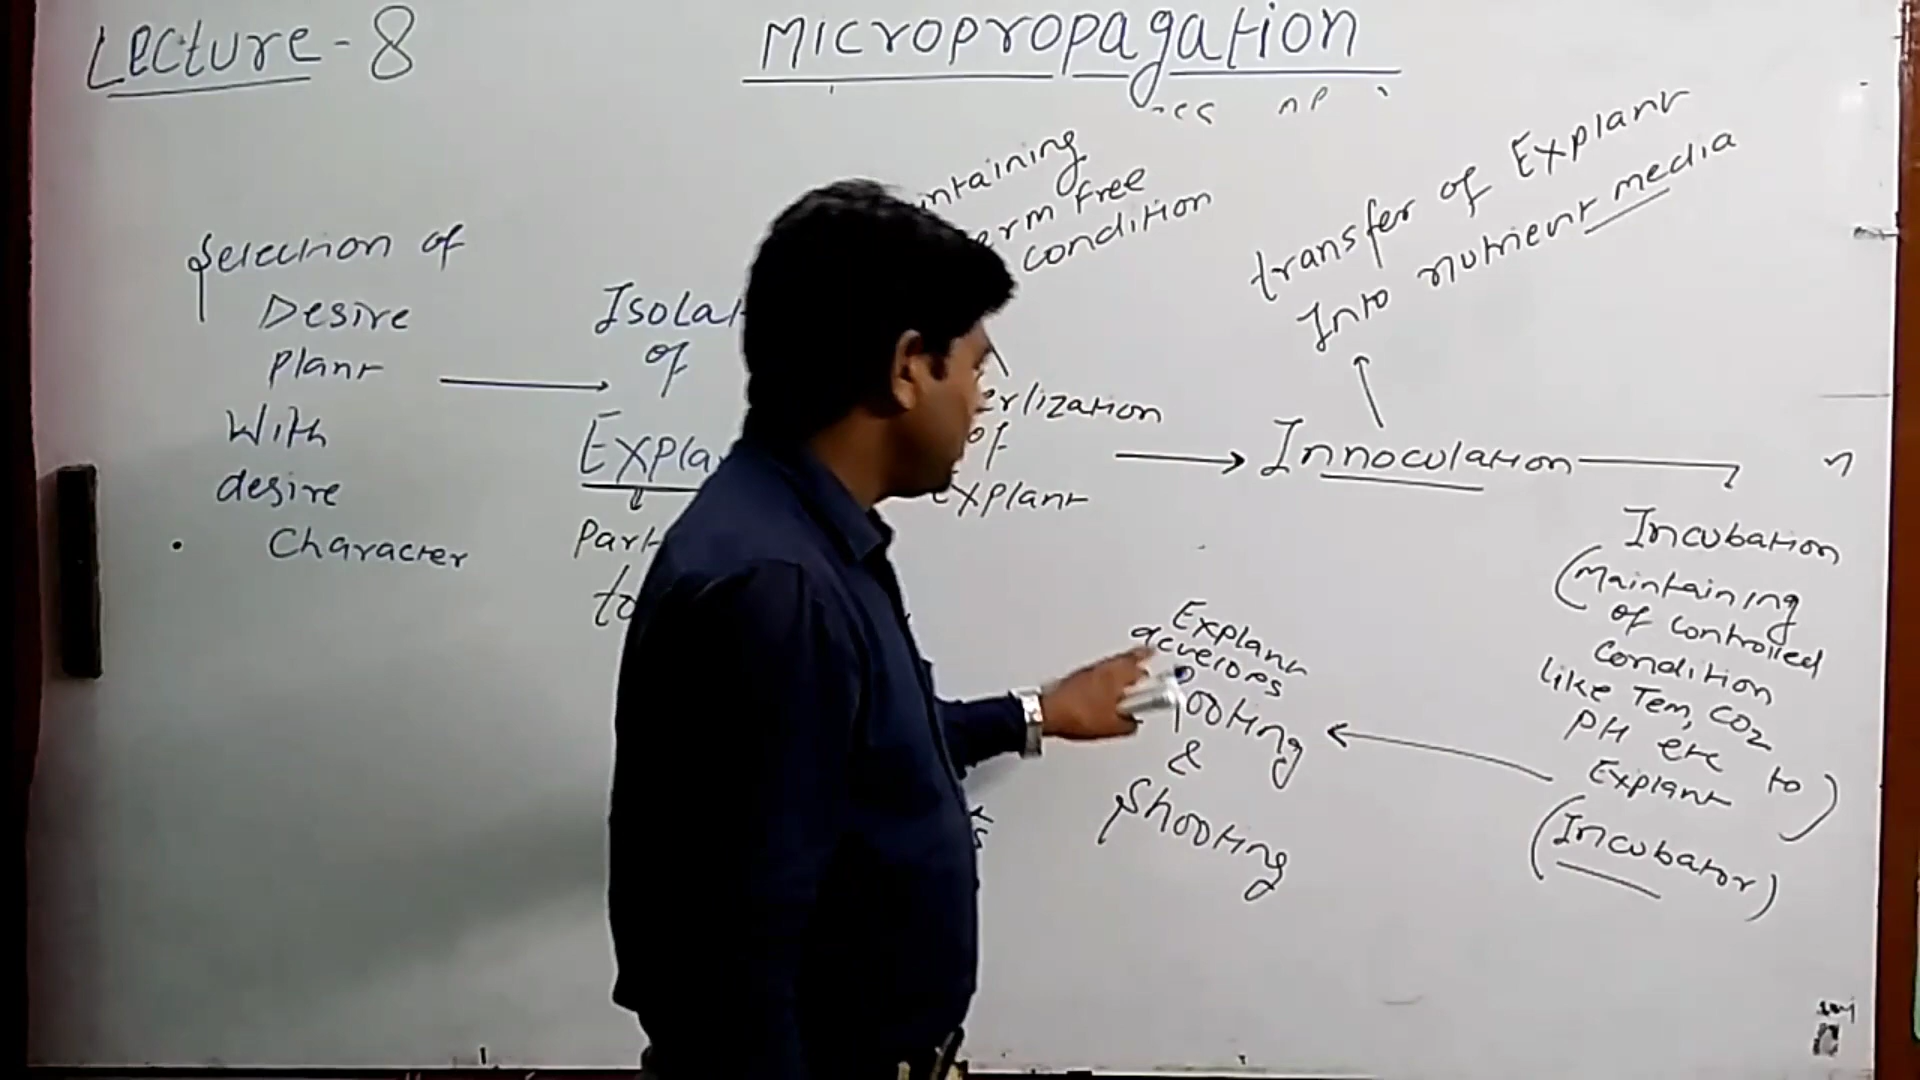 Lecture-8
Micropropagation
Selection of
Desire
plant
With
desire
Character
Isolat
of
Expla
Part
to
ntaining
erm free
condition
erlization
of
explant
Innoculation
transfer of Explant
Into nutrient media
Incubation
(Maintaining
of controlled
condition
like Tem, CO2
PH etc to
Explant)
(Incubator)
Explant
develops
ooting
&
Shooting